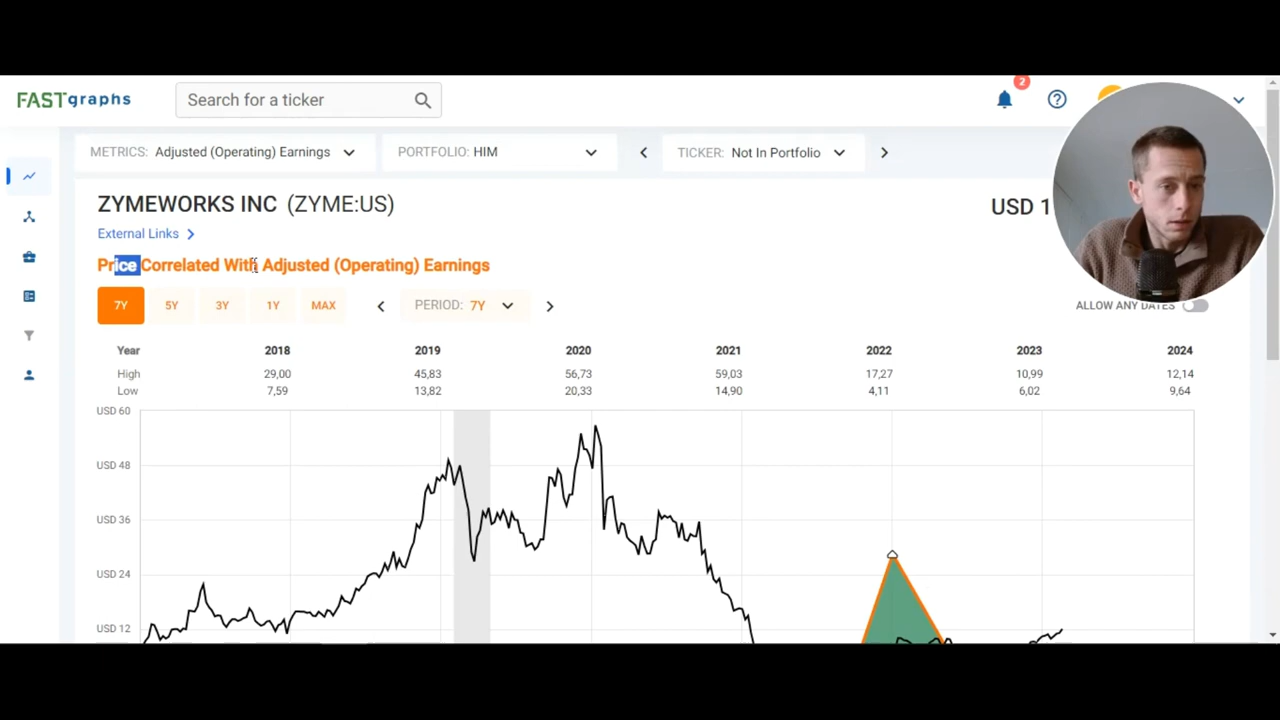 FASTgraphs
Search for a ticker
2
METRICS: Adjusted (Operating) Earnings
PORTFOLIO: HIM
TICKER: Not In Portfolio
ZYMEWORKS INC (ZYME:US)
USD 1
External Links
Price Correlated With Adjusted (Operating) Earnings
7Y 5Y 3Y 1Y MAX
PERIOD: 7Y
ALLOW ANY DATES
Year 2018 2019 2020 2021 2022 2023 2024
High 29,00 45,83 56,73 59,03 17,27 10,99 12,14
Low 7,59 13,82 20,33 14,90 4,11 6,02 9,64
USD 60
USD 48
USD 36
USD 24
USD 12